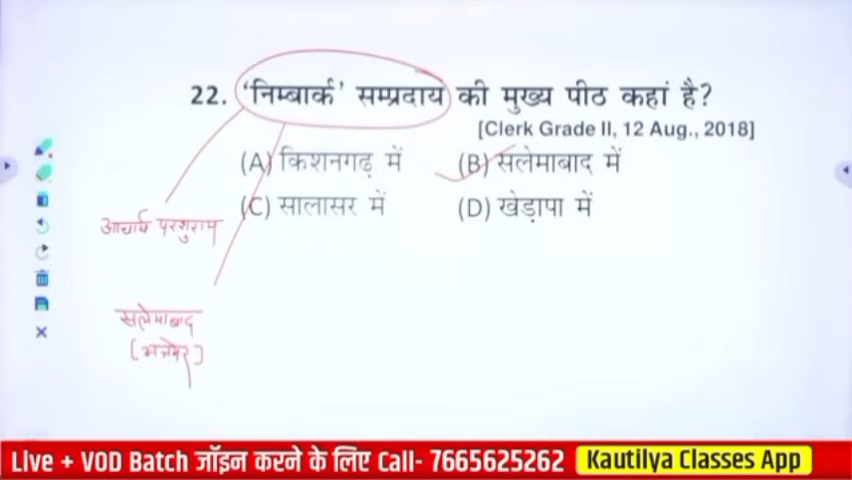 22. 'निम्बार्क' सम्प्रदाय की मुख्य पीठ कहां है?
[Clerk Grade II, 12 Aug., 2018]
(A) किशनगढ़ में (B) सलेमाबाद में
(C) सालासर में (D) खेड़ापा में
आचार्य परशुराम
सलेमाबाद
[अजमेर]
Live + VOD Batch जॉइन करने के लिए Call- 7665625262 Kautilya Classes App